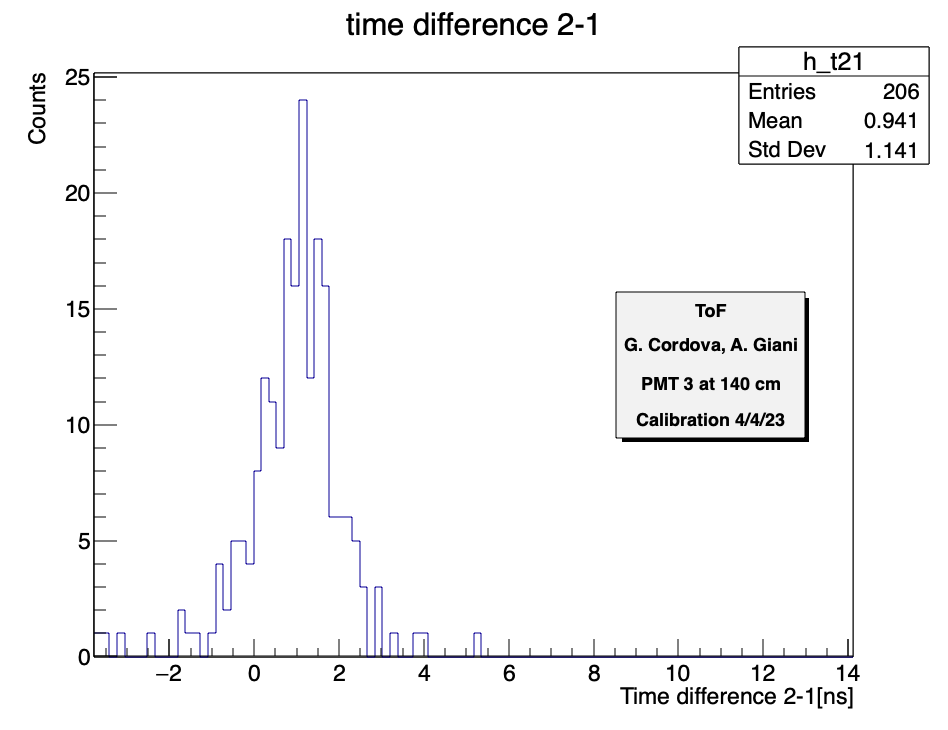 time difference 2-1
h_t21
Entries 206
Mean 0.941
Std Dev 1.141
Counts
25
20
15
10
5
0
ToF
G. Cordova, A. Giani
PMT 3 at 140 cm
Calibration 4/4/23
−2 0 2 4 6 8 10 12 14
Time difference 2-1[ns]